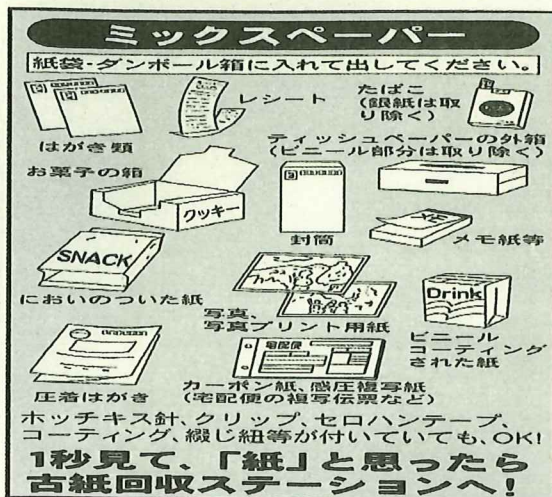 ミックスペーパー
紙袋・ダンボール箱に入れて出してください。
はがき類
レシート
たばこ
(銀紙は取り除く)
ティッシュペーパーの外箱
(ビニール部分は取り除く)
お菓子の箱
クッキー
封筒
メモ紙等
SNACK
においのついた紙
写真、
写真プリント用紙
Drink
ビニール
コーティング
された紙
圧着はがき
宅配便
カーボン紙、感圧複写紙
(宅配便の複写伝票など)
ホッチキス針、クリップ、セロハンテープ、
コーティング、綴じ紐等が付いていても、OK!
1秒見て、「紙」と思ったら
古紙回収ステーションへ!